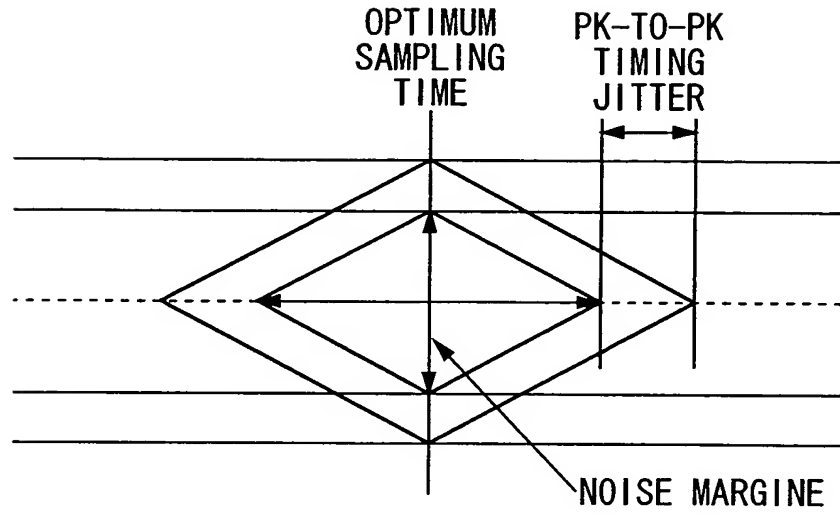 OPTIMUM
SAMPLING
TIME
PK-TO-PK
TIMING
JITTER
NOISE MARGINE